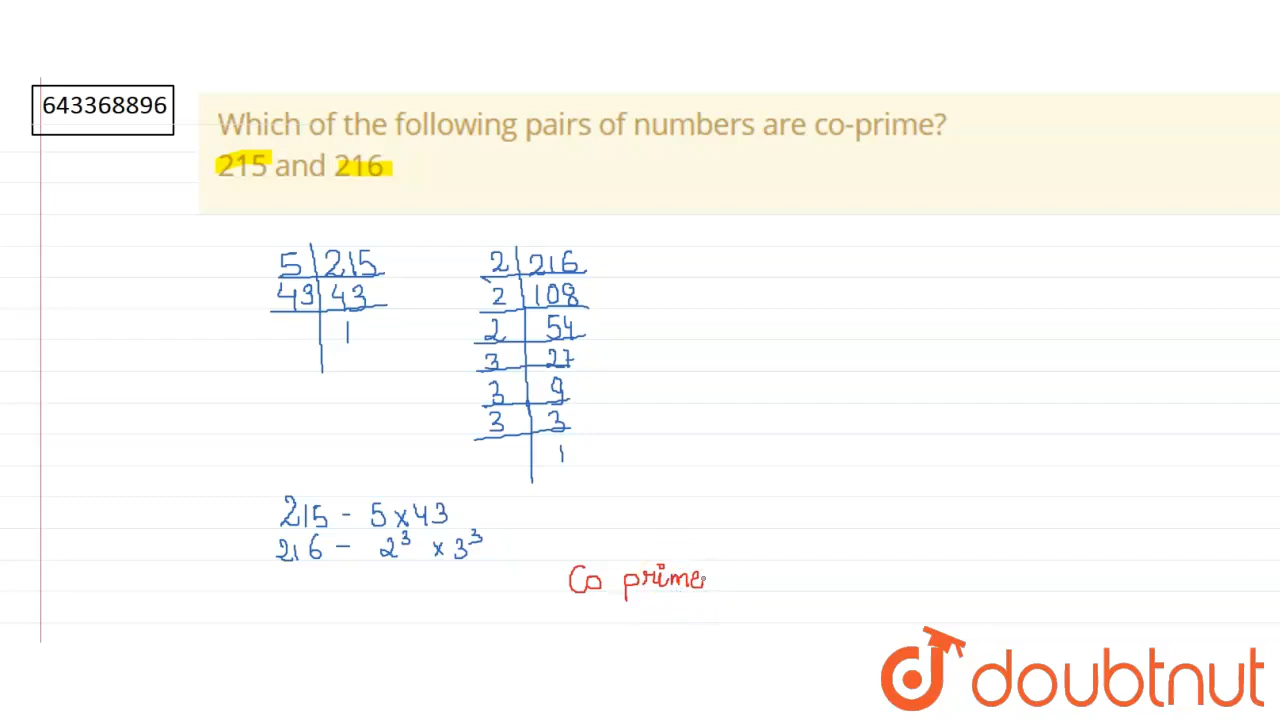 643368896
Which of the following pairs of numbers are co-prime?
215 and 216
5 215
43 43
1
2 216
2 108
2 54
3 27
3 9
3 3
1
215 - 5 × 43
216 - 2³ × 3³
Co prime
doubtnut